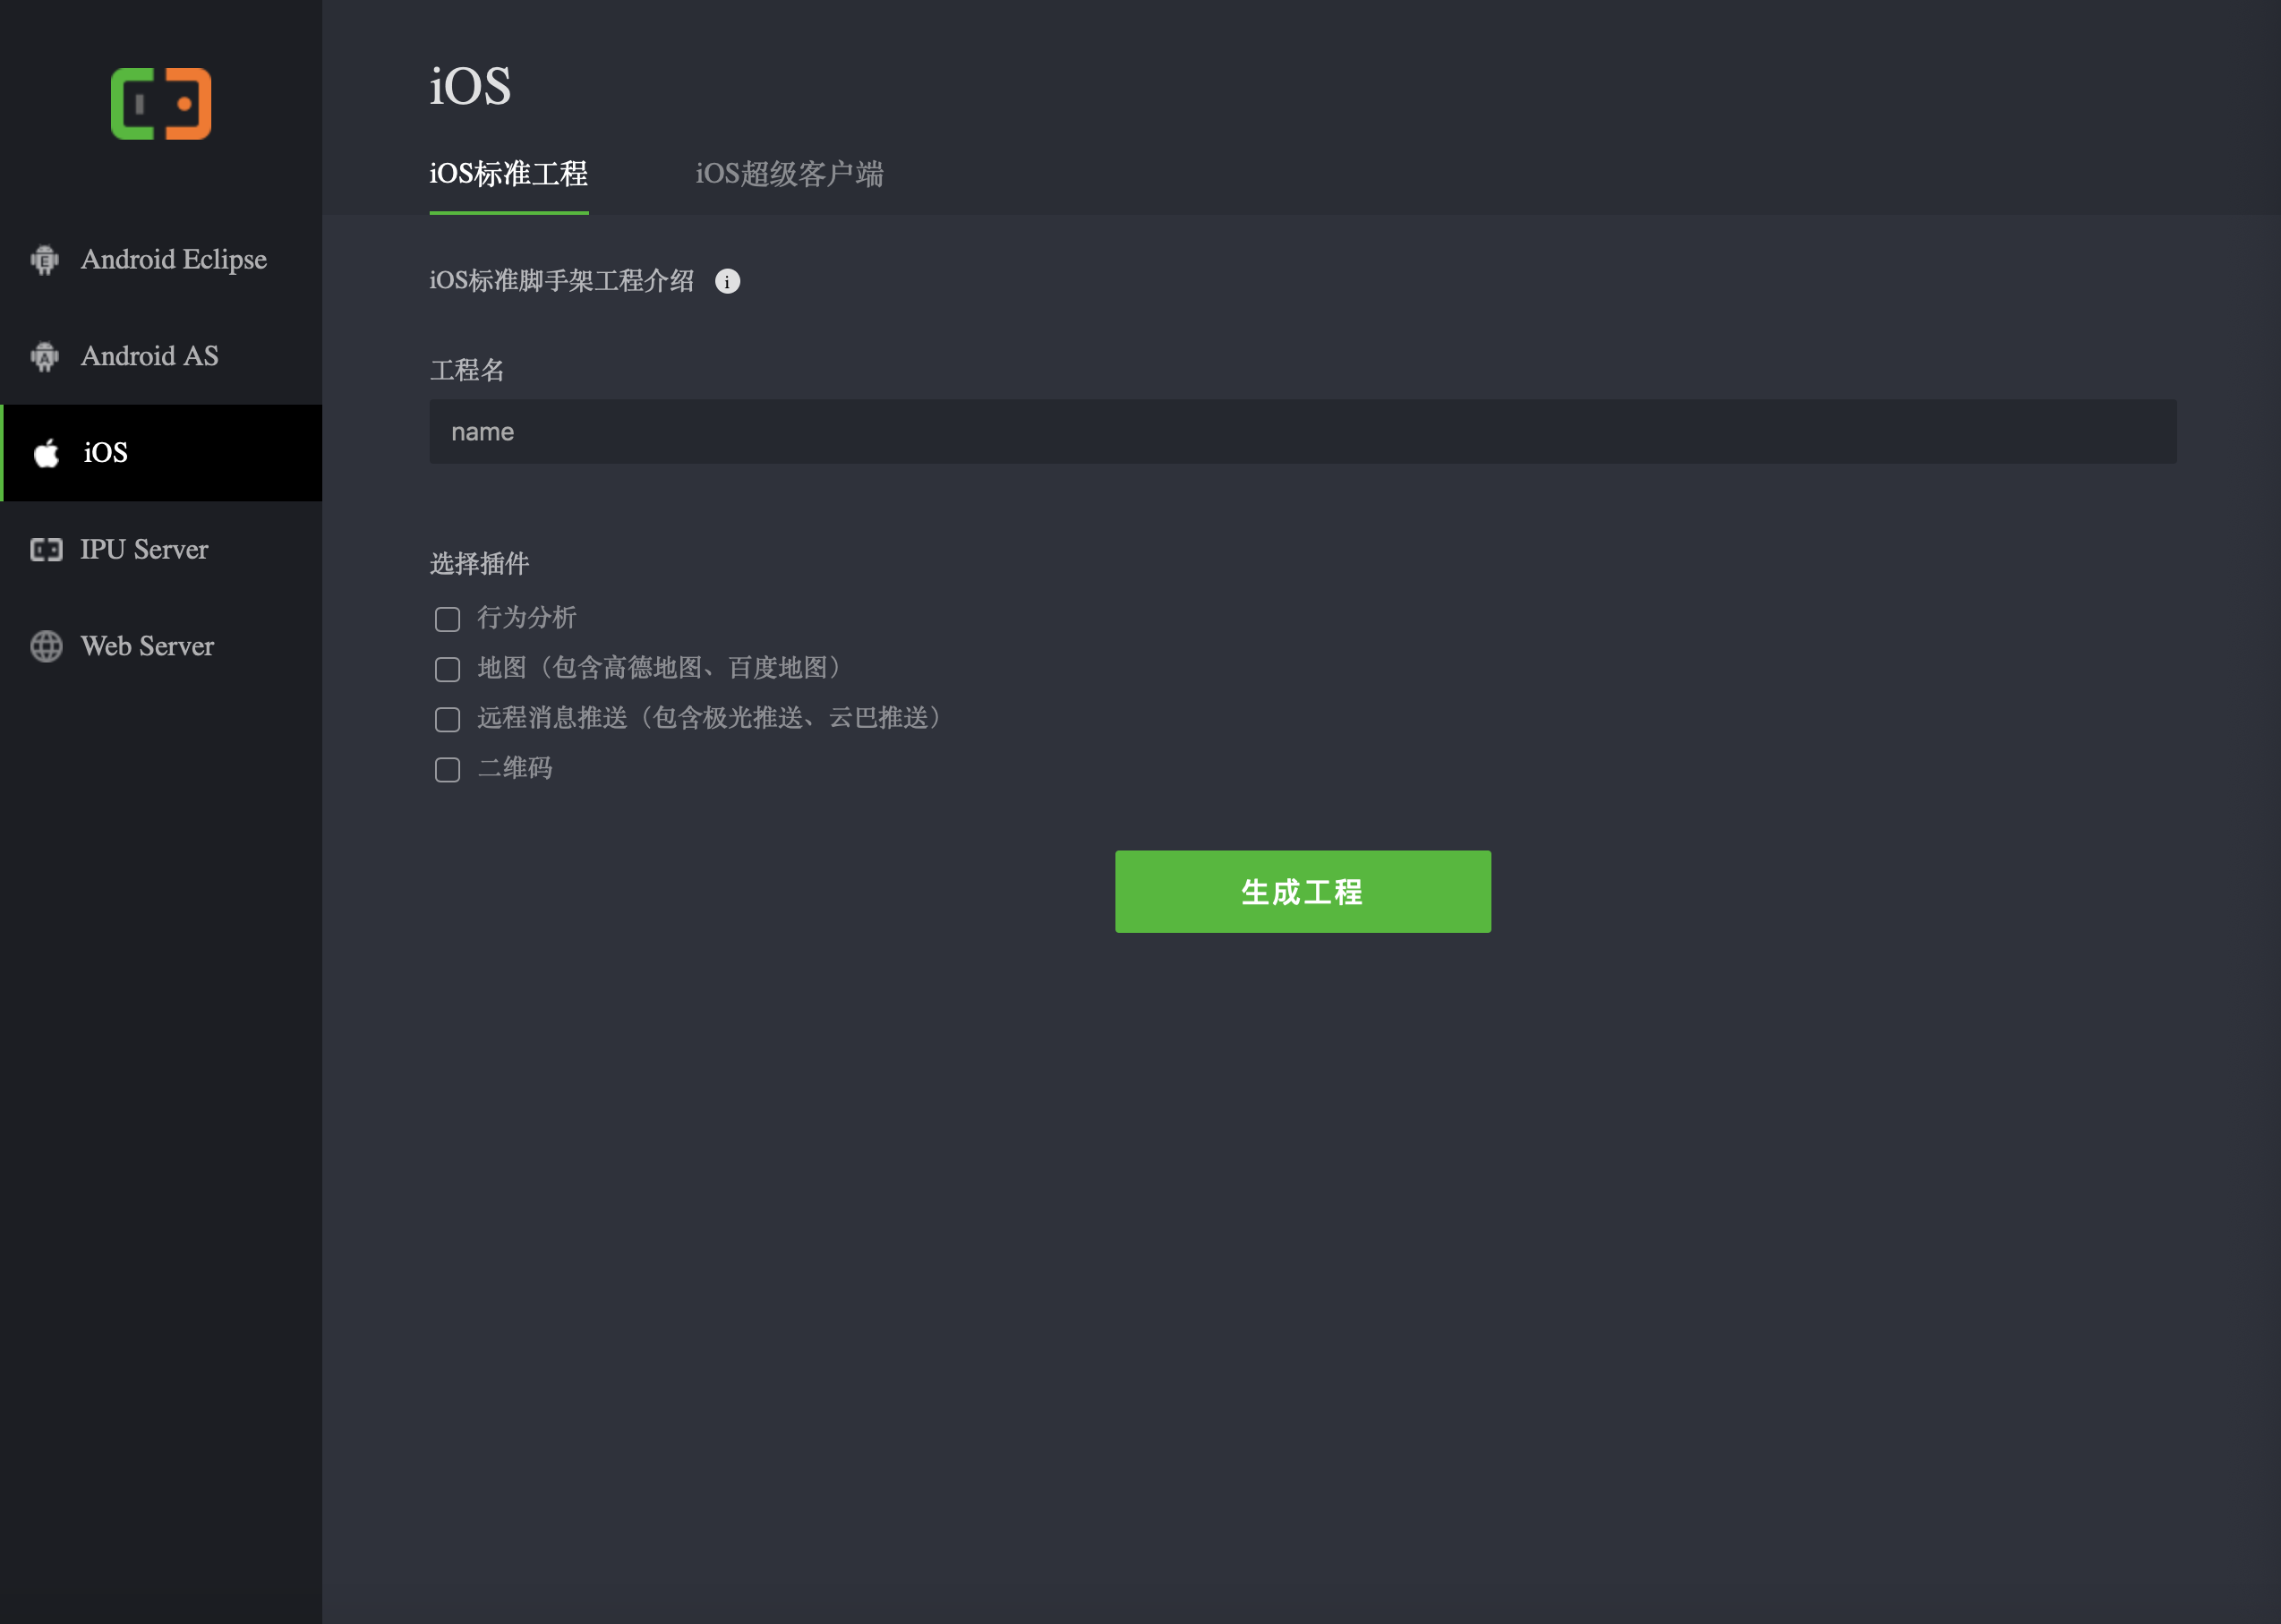 Android Eclipse
Android AS
iOS
IPU Server
Web Server
iOS
iOS标准工程
iOS超级客户端
iOS标准脚手架工程介绍
工程名
name
选择插件
行为分析
地图（包含高德地图、百度地图）
远程消息推送（包含极光推送、云巴推送）
二维码
生成工程